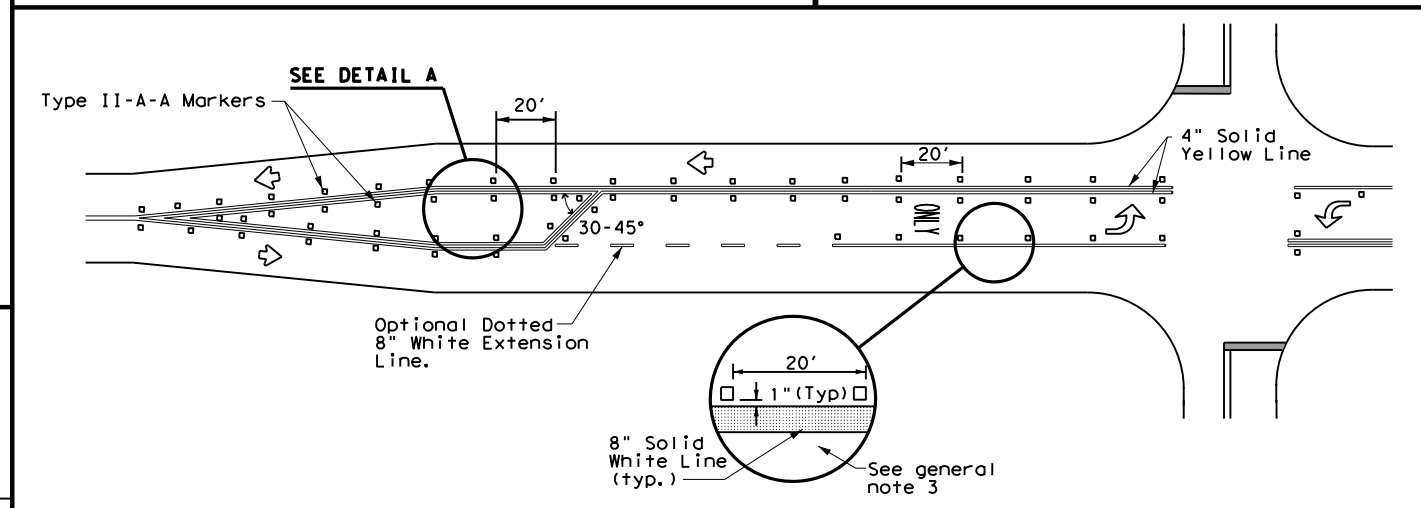 SEE DETAIL A
Type II-A-A Markers
20'
4" Solid
Yellow Line
20'
ONLY
30-45°
Optional Dotted
8" White Extension
Line.
20'
1"(Typ)
8" Solid
White Line
(typ.)
See general
note 3